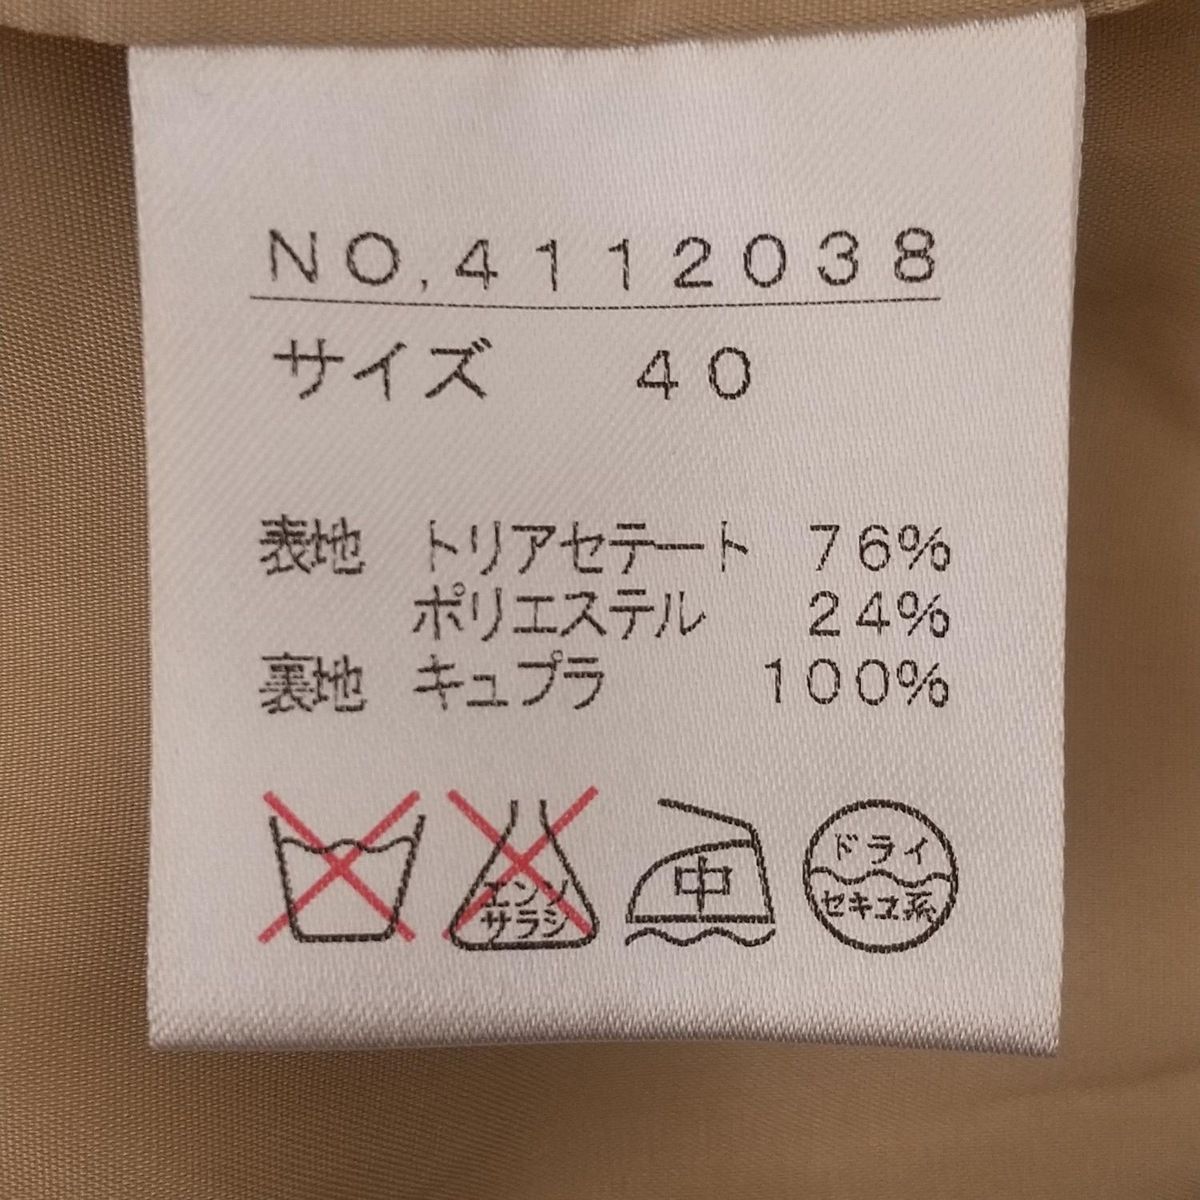 NO,4112038
サイズ 40
表地 トリアセテート 76%
ポリエステル 24%
裏地 キュプラ 100%
エンソ
サラシ
中
ドライ
セキユ系